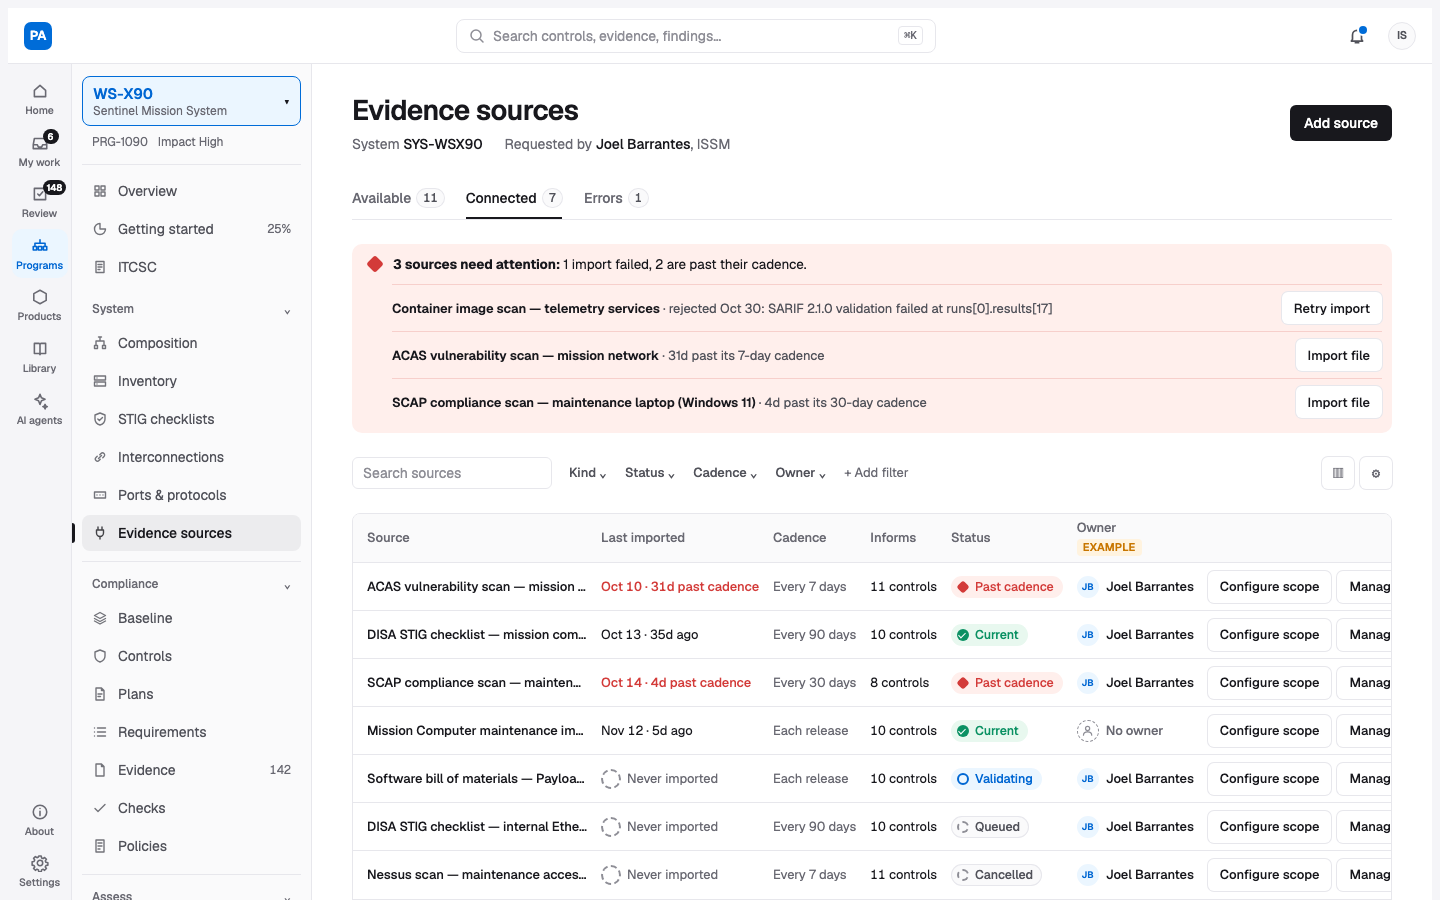 PA
Search controls, evidence, findings...
⌘K
IS
Home
6
My work
148
Review
Programs
Products
Library
AI agents
About
Settings
WS-X90
Sentinel Mission System
PRG-1090 Impact High
Overview
Getting started 25%
ITCSC
System
Composition
Inventory
STIG checklists
Interconnections
Ports & protocols
Evidence sources
Compliance
Baseline
Controls
Plans
Requirements
Evidence 142
Checks
Policies
Assess
Evidence sources
System SYS-WSX90 Requested by Joel Barrantes, ISSM
Add source
Available 11 Connected 7 Errors 1
3 sources need attention: 1 import failed, 2 are past their cadence.
Container image scan — telemetry services · rejected Oct 30: SARIF 2.1.0 validation failed at runs[0].results[17] Retry import
ACAS vulnerability scan — mission network · 31d past its 7-day cadence Import file
SCAP compliance scan — maintenance laptop (Windows 11) · 4d past its 30-day cadence Import file
Search sources Kind Status Cadence Owner + Add filter
Source Last imported Cadence Informs Status Owner EXAMPLE
ACAS vulnerability scan — mission ... Oct 10 · 31d past cadence Every 7 days 11 controls Past cadence JB Joel Barrantes Configure scope Manag
DISA STIG checklist — mission com... Oct 13 · 35d ago Every 90 days 10 controls Current JB Joel Barrantes Configure scope Manag
SCAP compliance scan — mainten... Oct 14 · 4d past cadence Every 30 days 8 controls Past cadence JB Joel Barrantes Configure scope Manag
Mission Computer maintenance im... Nov 12 · 5d ago Each release 10 controls Current No owner Configure scope Manag
Software bill of materials — Payloa... Never imported Each release 10 controls Validating JB Joel Barrantes Configure scope Manag
DISA STIG checklist — internal Ethe... Never imported Every 90 days 10 controls Queued JB Joel Barrantes Configure scope Manag
Nessus scan — maintenance acces... Never imported Every 7 days 11 controls Cancelled JB Joel Barrantes Configure scope Manag